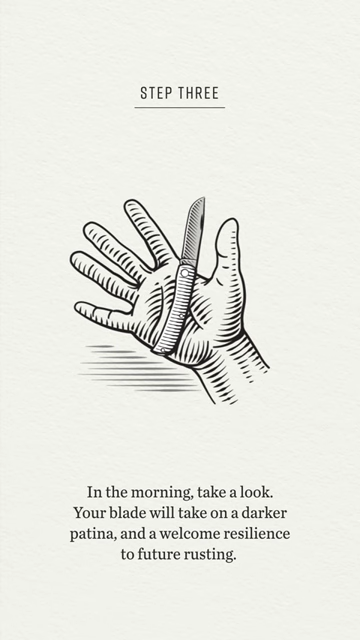 STEP THREE
In the morning, take a look.
Your blade will take on a darker
patina, and a welcome resilience
to future rusting.